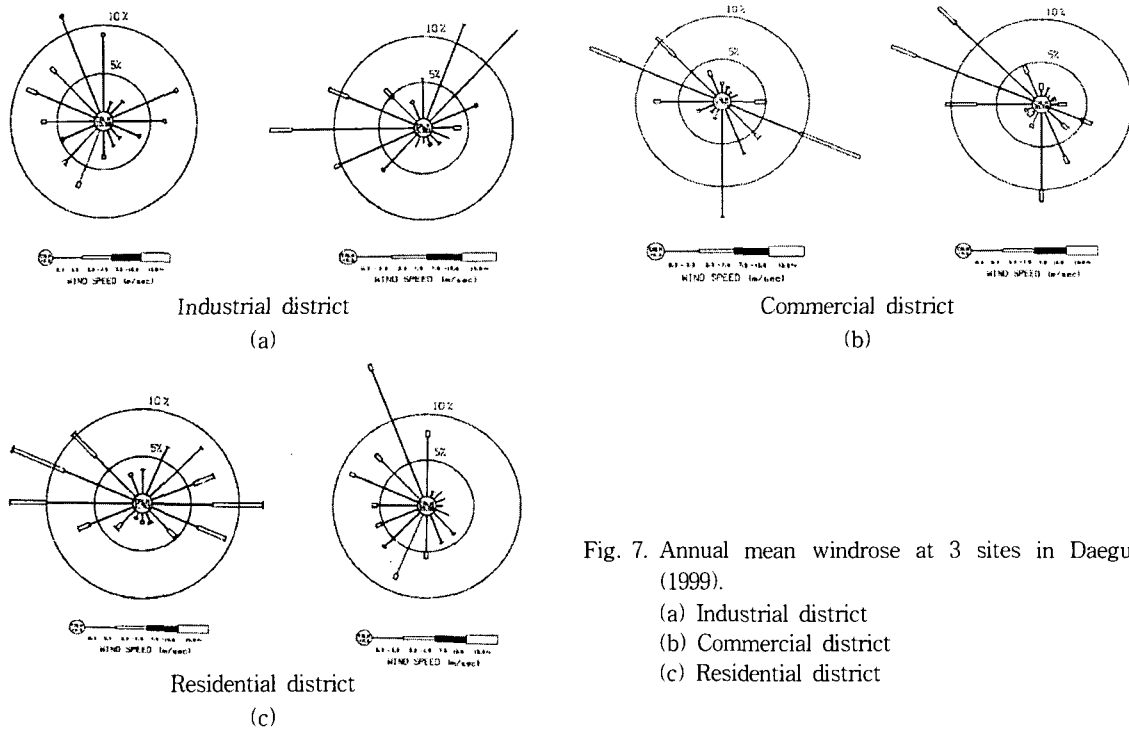 10%
5%
10%
5%
10%
5%
10%
5%
WIND SPEED (m/sec)
WIND SPEED (m/sec)
WIND SPEED (m/sec)
WIND SPEED (m/sec)
Industrial district
(a)
Commercial district
(b)
10%
5%
10%
5%
WIND SPEED (m/sec)
WIND SPEED (m/sec)
Residential district
(c)
Fig. 7. Annual mean windrose at 3 sites in Daegu
(1999).
(a) Industrial district
(b) Commercial district
(c) Residential district